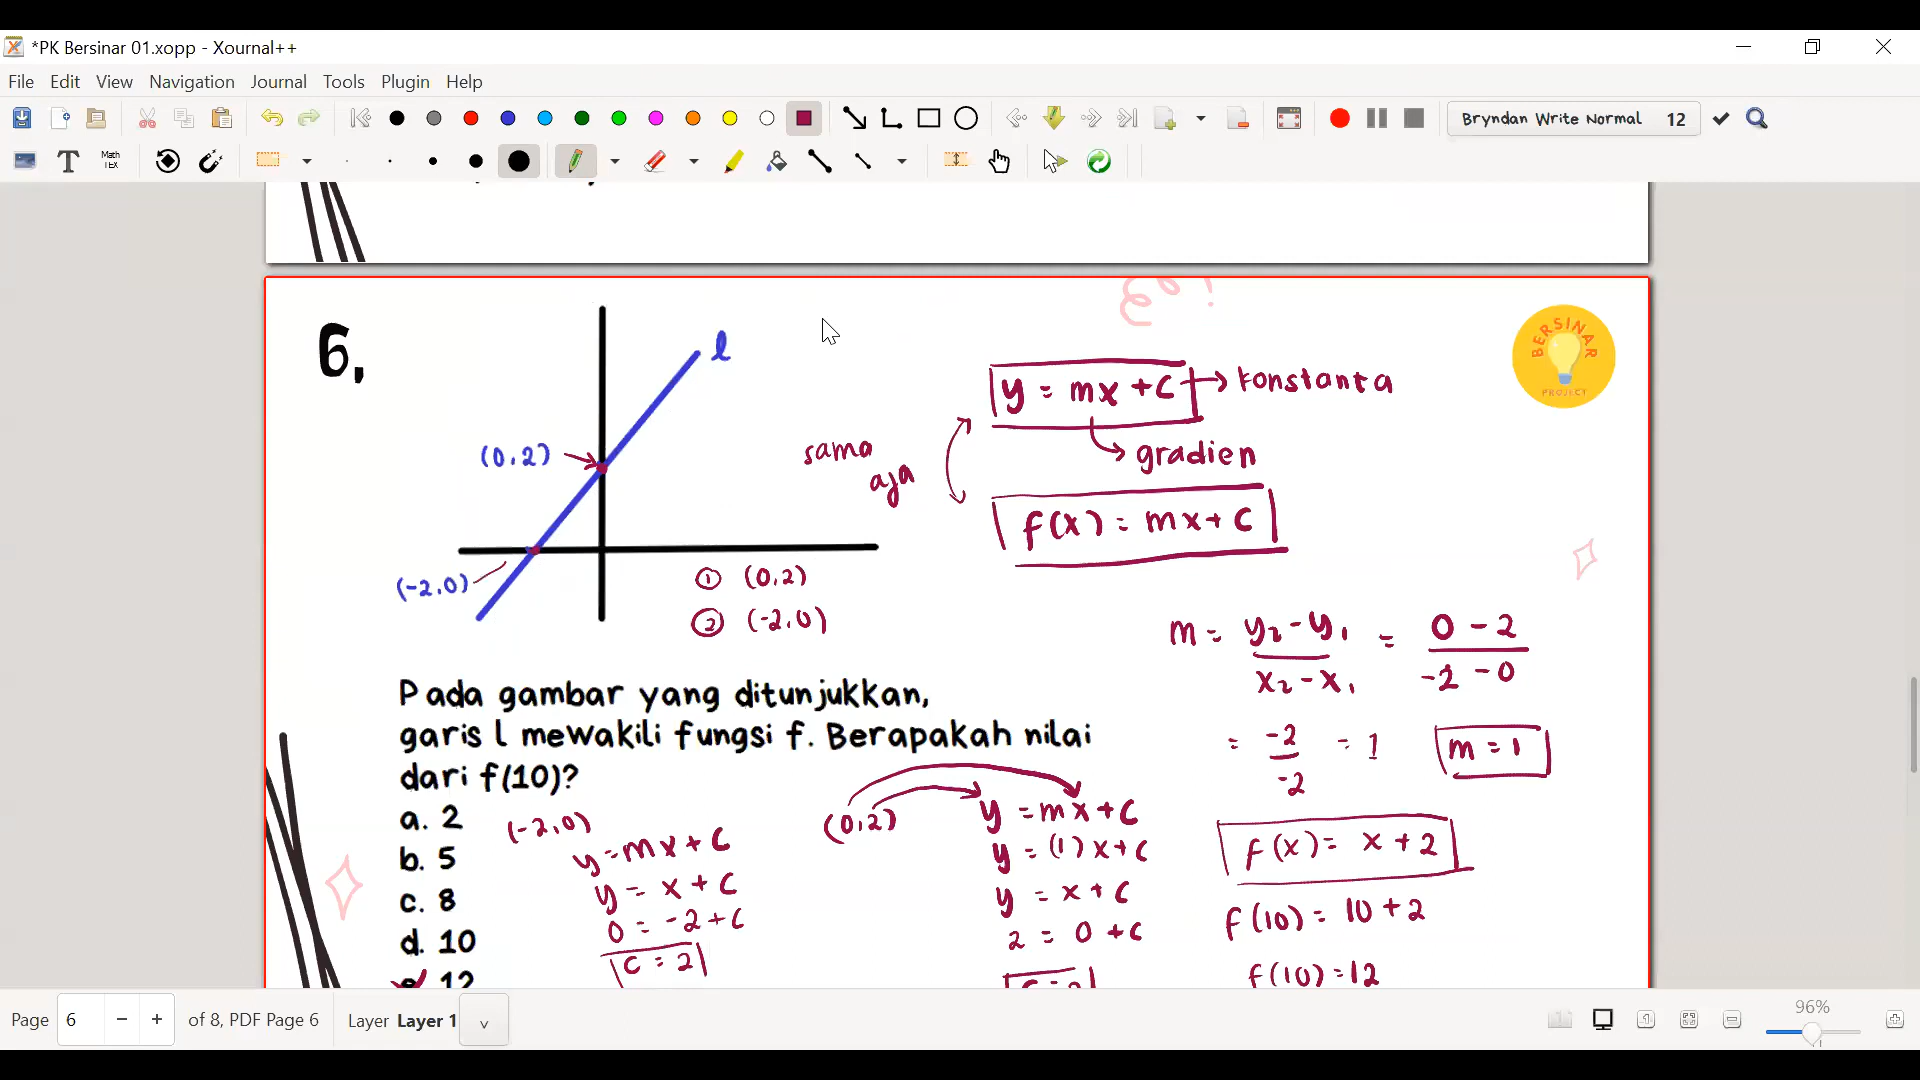 *PK Bersinar 01.xopp - Xournal++
File Edit View Navigation Journal Tools Plugin Help
Bryndan Write Normal 12
T Math TEX
6.
l
(0,2)
(-2,0)
① (0,2)
② (-2,0)
BERSINAR
PROJECT
y = mx + c → konstanta
gradien
sama
aja
f(x) = mx + c
m = y₂ - y₁ / x₂ - x₁ = 0 - 2 / -2 - 0
= -2 / -2 = 1
m = 1
Pada gambar yang ditunjukkan,
garis l mewakili fungsi f. Berapakah nilai
dari f(10)?
a. 2
b. 5
c. 8
d. 10
e. 12
(-2,0)
y = mx + c
y = x + c
0 = -2 + c
c = 2
(0,2)
y = mx + c
y = (1)x + c
y = x + c
2 = 0 + c
f(x) = x + 2
f(10) = 10 + 2
f(10) = 12
Page 6 of 8, PDF Page 6 Layer Layer 1
96%